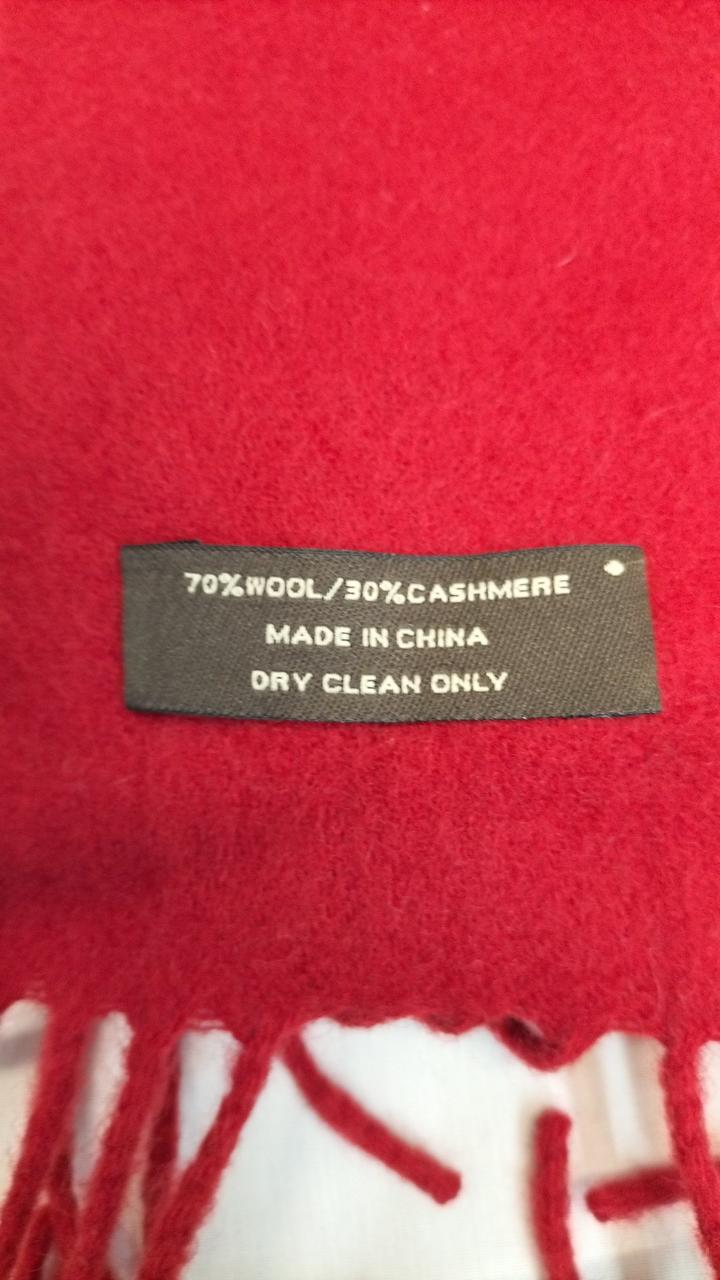 70%WOOL/30%CASHMERE
MADE IN CHINA
DRY CLEAN ONLY